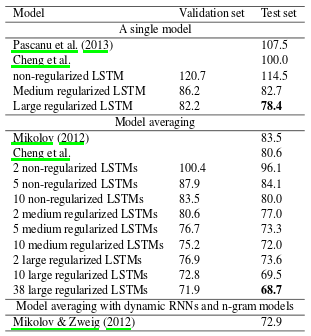 Model Validation set Test set
A single model
Pascanu et al. (2013) 107.5
Cheng et al. 100.0
non-regularized LSTM 120.7 114.5
Medium regularized LSTM 86.2 82.7
Large regularized LSTM 82.2 78.4
Model averaging
Mikolov (2012) 83.5
Cheng et al. 80.6
2 non-regularized LSTMs 100.4 96.1
5 non-regularized LSTMs 87.9 84.1
10 non-regularized LSTMs 83.5 80.0
2 medium regularized LSTMs 80.6 77.0
5 medium regularized LSTMs 76.7 73.3
10 medium regularized LSTMs 75.2 72.0
2 large regularized LSTMs 76.9 73.6
10 large regularized LSTMs 72.8 69.5
38 large regularized LSTMs 71.9 68.7
Model averaging with dynamic RNNs and n-gram models
Mikolov & Zweig (2012) 72.9